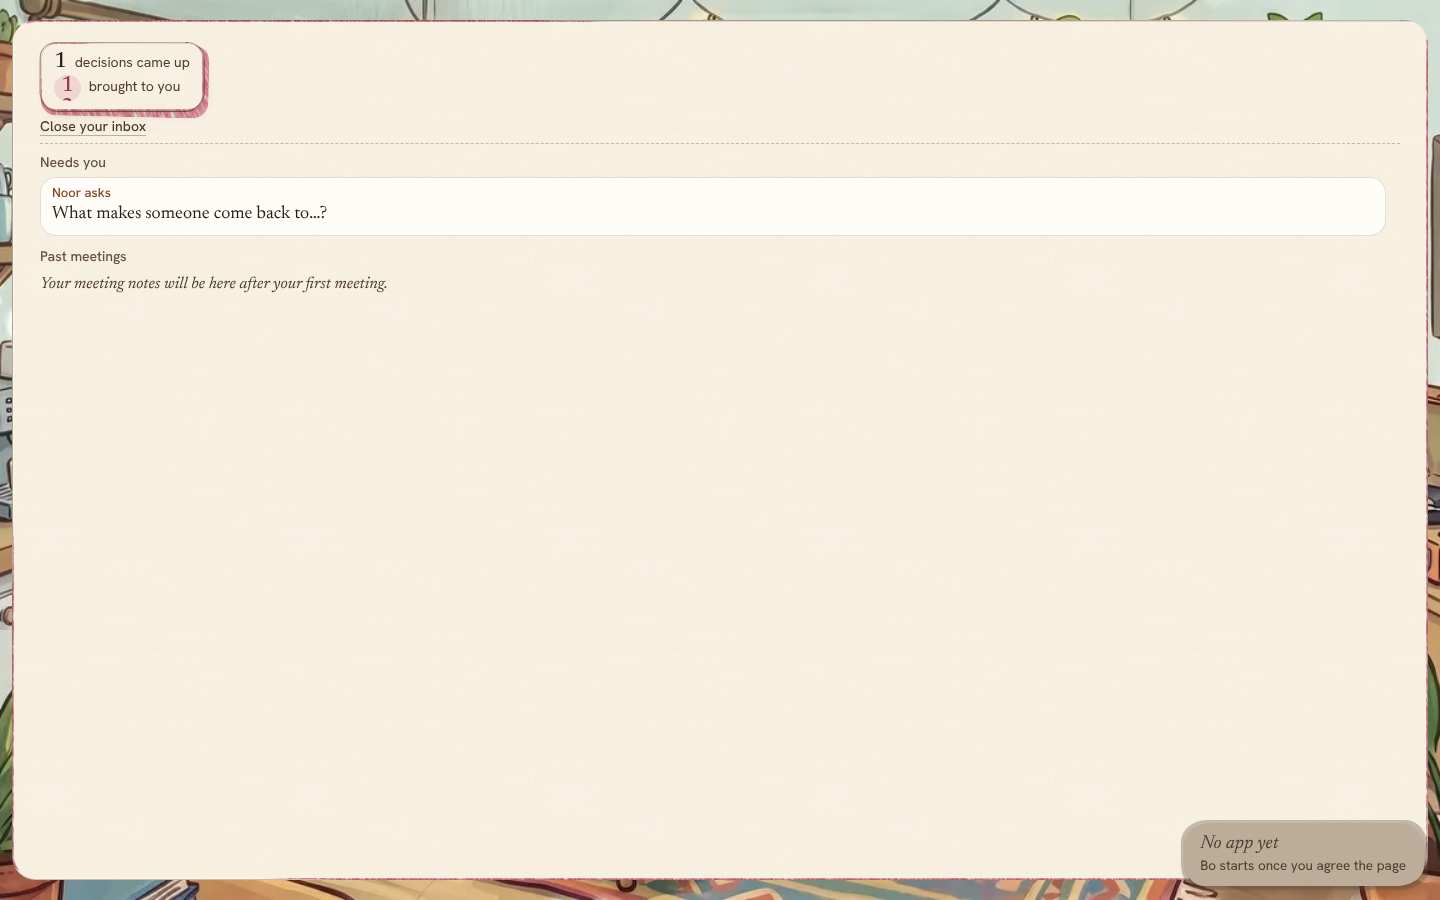 1 decisions came up
1 brought to you
Close your inbox
Needs you
Noor asks
What makes someone come back to...?
Past meetings
Your meeting notes will be here after your first meeting.
No app yet
Bo starts once you agree the page